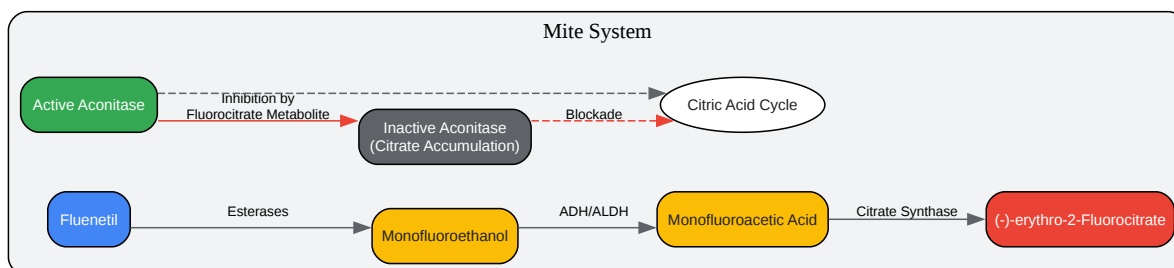 Mite System
Active Aconitase
Inhibition by
Fluorocitrate Metabolite
Inactive Aconitase
(Citrate Accumulation)
Blockade
Citric Acid Cycle
Fluenetil
Esterases
Monofluoroethanol
ADH/ALDH
Monofluoroacetic Acid
Citrate Synthase
(-)-erythro-2-Fluorocitrate